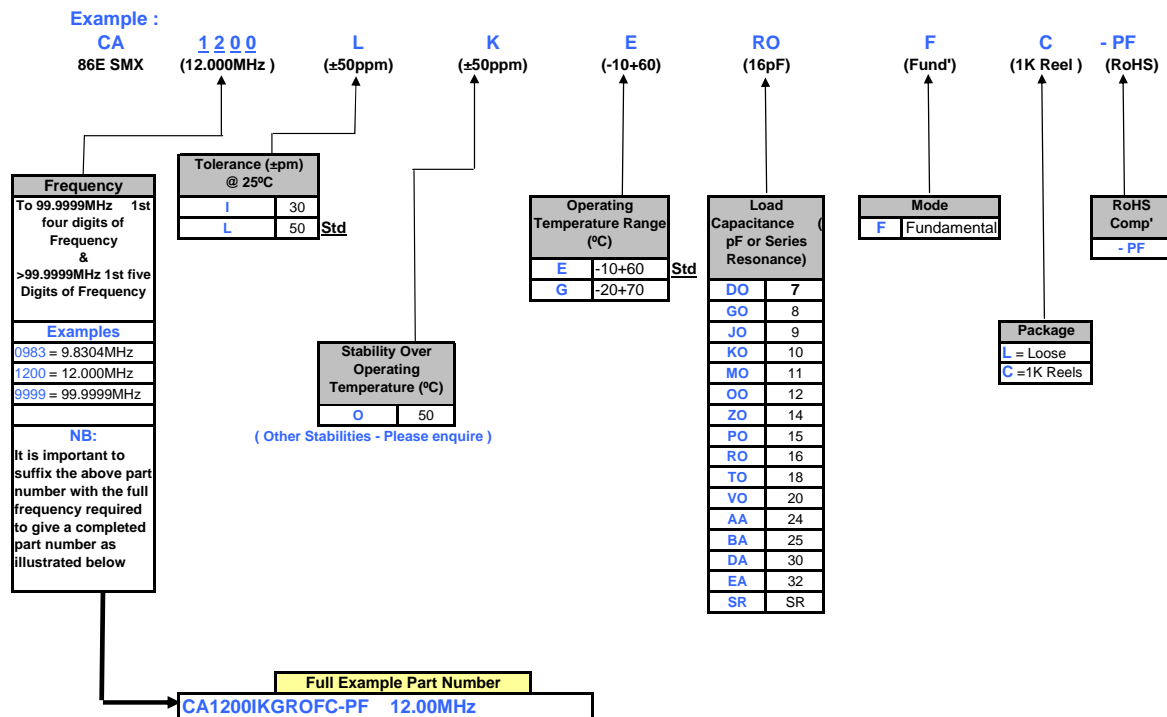 Example :
CA 1200 L K E RO F C - PF
86E SMX (12.000MHz ) (±50ppm) (±50ppm) (-10+60) (16pF) (Fund') (1K Reel ) (RoHS)
Frequency
To 99.9999MHz 1st
four digits of
Frequency
&
>99.9999MHz 1st five
Digits of Frequency
Examples
0983 = 9.8304MHz
1200 = 12.000MHz
9999 = 99.9999MHz
NB:
It is important to
suffix the above part
number with the full
frequency required
to give a completed
part number as
illustrated below
Tolerance (±pm)
@ 25ºC
I 30
L 50 Std
Stability Over
Operating
Temperature (ºC)
O 50
( Other Stabilities - Please enquire )
Operating
Temperature Range
(ºC)
E -10+60 Std
G -20+70
Load
Capacitance (
pF or Series
Resonance)
DO 7
GO 8
JO 9
KO 10
MO 11
OO 12
ZO 14
PO 15
RO 16
TO 18
VO 20
AA 24
BA 25
DA 30
EA 32
SR SR
Mode
F Fundamental
Package
L = Loose
C =1K Reels
RoHS
Comp'
- PF
Full Example Part Number
CA1200IKGROFC-PF 12.00MHz